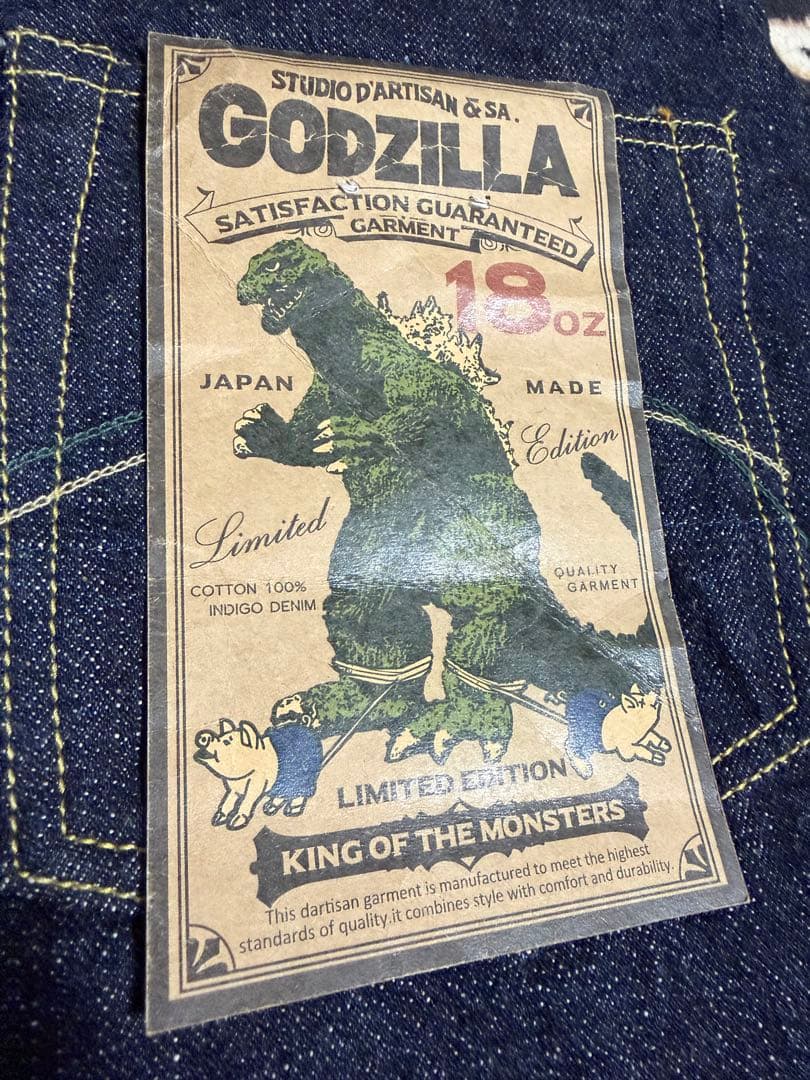 STUDIO D'ARTISAN & SA.
GODZILLA
SATISFACTION GUARANTEED
GARMENT
18oz
JAPAN MADE
Edition
Limited
COTTON 100%
INDIGO DENIM
QUALITY
GARMENT
LIMITED EDITION
KING OF THE MONSTERS
This dartisan garment is manufactured to meet the highest
standards of quality.it combines style with comfort and durability.